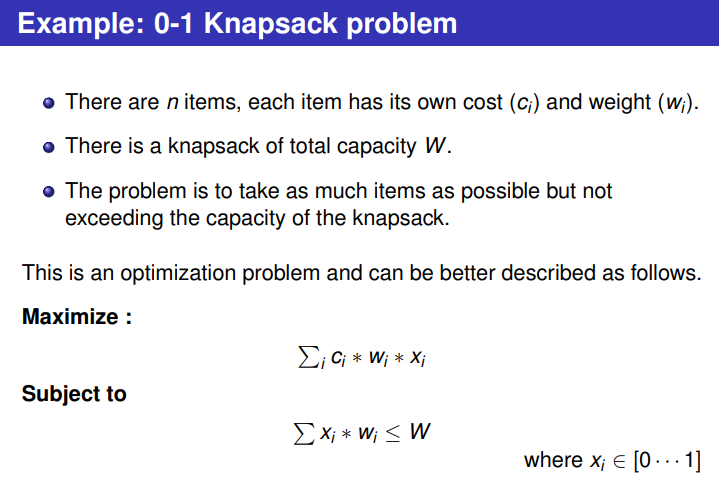 Example: 0-1 Knapsack problem
There are n items, each item has its own cost (cᵢ) and weight (wᵢ).
There is a knapsack of total capacity W.
The problem is to take as much items as possible but not
exceeding the capacity of the knapsack.
This is an optimization problem and can be better described as follows.
Maximize :
∑ᵢ cᵢ ∗ wᵢ ∗ xᵢ
Subject to
∑ xᵢ ∗ wᵢ ≤ W
where xᵢ ∈ [0 · · · 1]